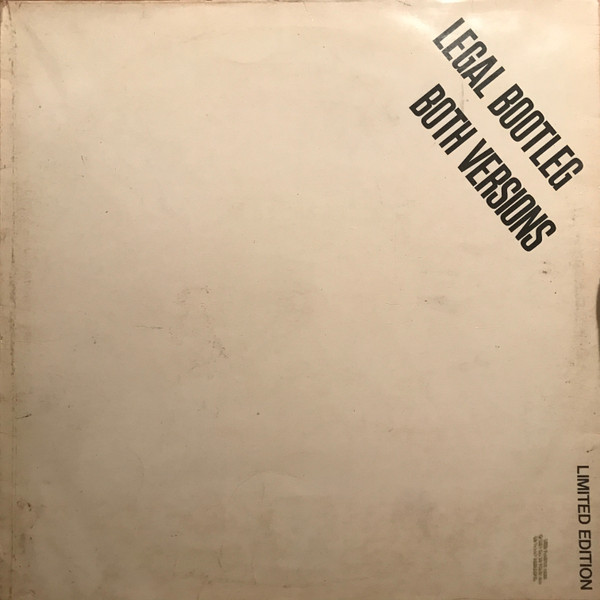 LEGAL BOOTLEG
BOTH VERSIONS
LIMITED EDITION